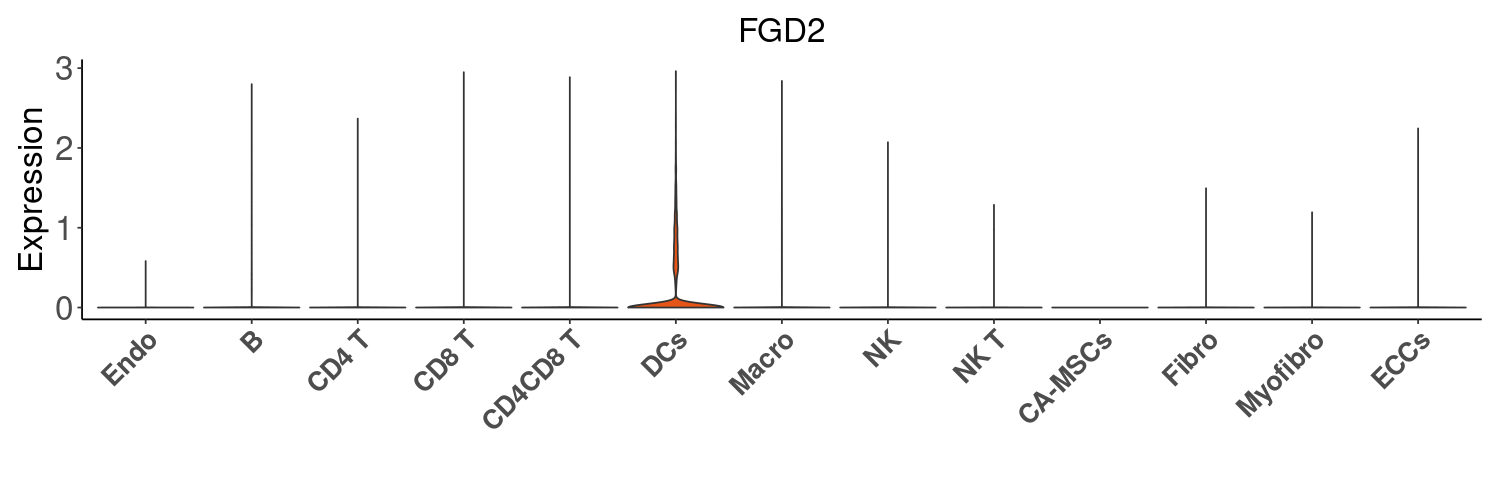 FGD2
Expression
3
2
1
0
Endo
B
CD4 T
CD8 T
CD4CD8 T
DCs
Macro
NK
NK T
CA-MSCs
Fibro
Myofibro
ECCs